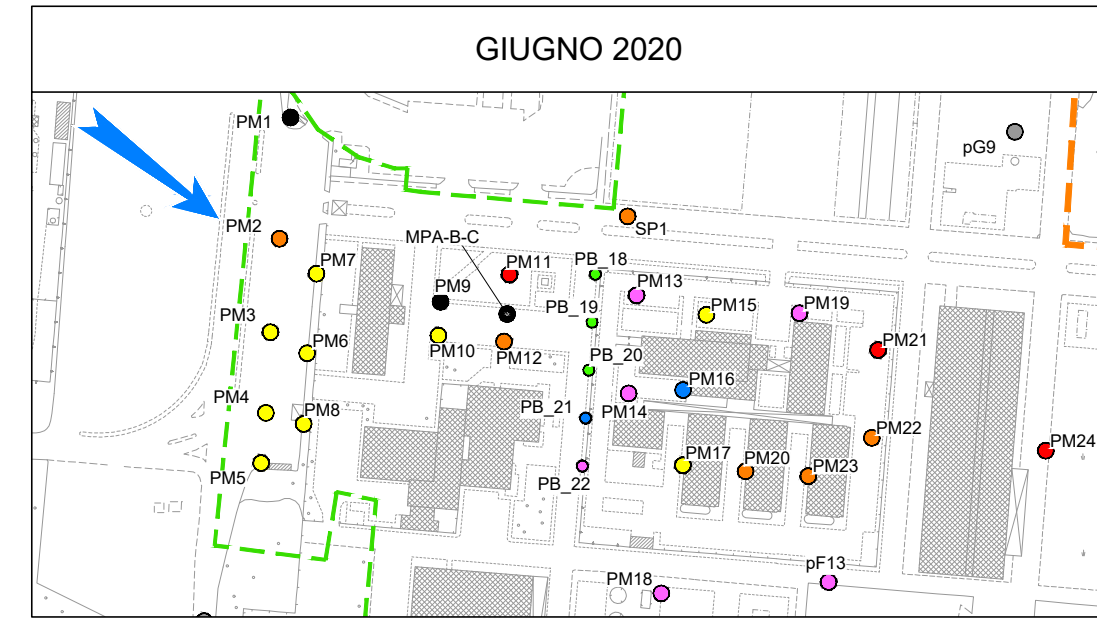 GIUGNO 2020
PM1
pG9
PM2
SP1
MPA-B-C
PM7
PM11
PB_18
PM9
PM13
PM15
PM19
PM3
PB_19
PM6
PM10
PM12
PB_20
PM21
PM16
PM4
PM8
PB_21
PM14
PM22
PM24
PM5
PM17
PM20
PM23
PB_22
pF13
PM18